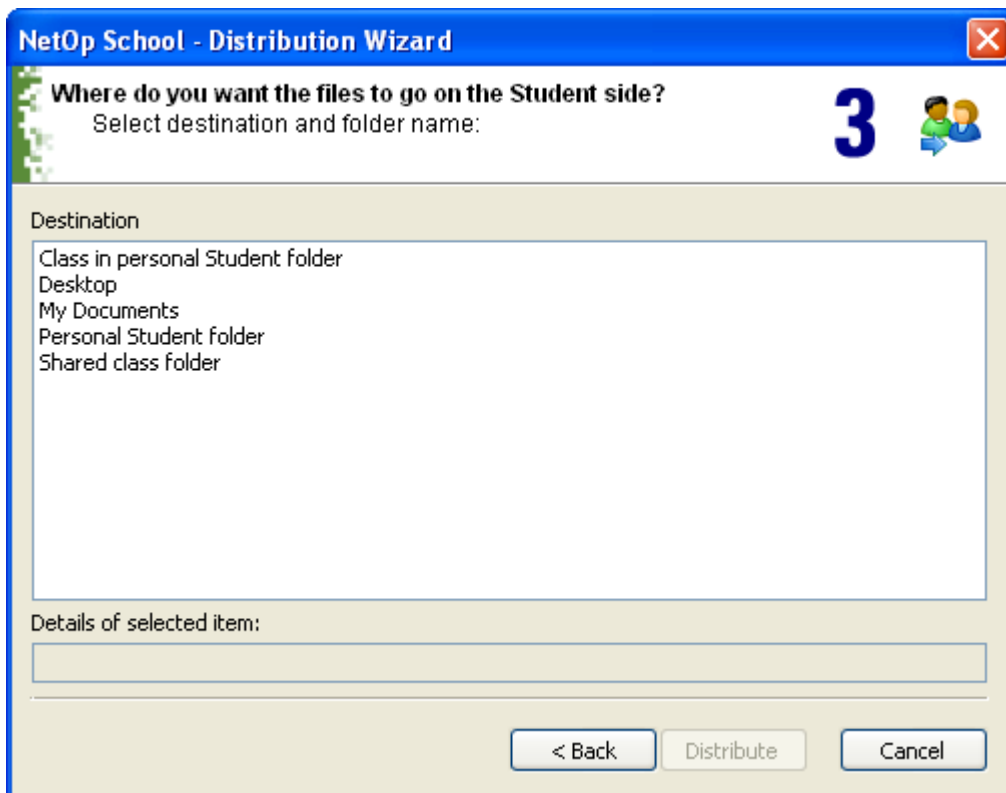 NetOp School - Distribution Wizard
Where do you want the files to go on the Student side?
Select destination and folder name:
3
Destination
Class in personal Student folder
Desktop
My Documents
Personal Student folder
Shared class folder
Details of selected item:
< Back Distribute Cancel